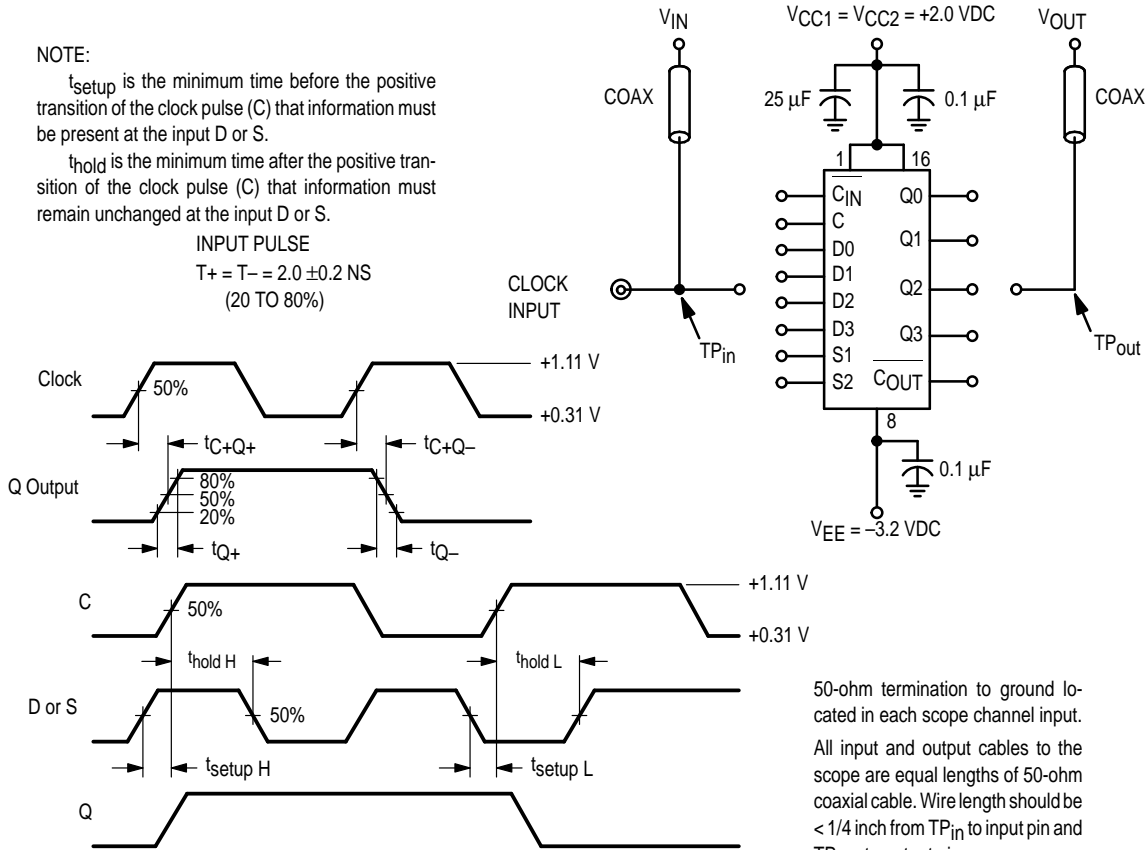 NOTE:
tsetup is the minimum time before the positive
transition of the clock pulse (C) that information must
be present at the input D or S.
thold is the minimum time after the positive tran-
sition of the clock pulse (C) that information must
remain unchanged at the input D or S.
INPUT PULSE
T+ = T– = 2.0 ±0.2 NS
(20 TO 80%)
VIN
VCC1 = VCC2 = +2.0 VDC
VOUT
COAX
25 µF
0.1 µF
COAX
1
16
CIN
C
D0
D1
D2
D3
S1
S2
Q0
Q1
Q2
Q3
COUT
8
0.1 µF
VEE = –3.2 VDC
CLOCK
INPUT
TPin
TPout
Clock
50%
+1.11 V
+0.31 V
tC+Q+
tC+Q–
Q Output
80%
50%
20%
tQ+
tQ–
C
50%
+1.11 V
+0.31 V
thold H
thold L
D or S
50%
tsetup H
tsetup L
Q
50-ohm termination to ground lo-
cated in each scope channel input.
All input and output cables to the
scope are equal lengths of 50-ohm
coaxial cable. Wire length should be
< 1/4 inch from TPin to input pin and